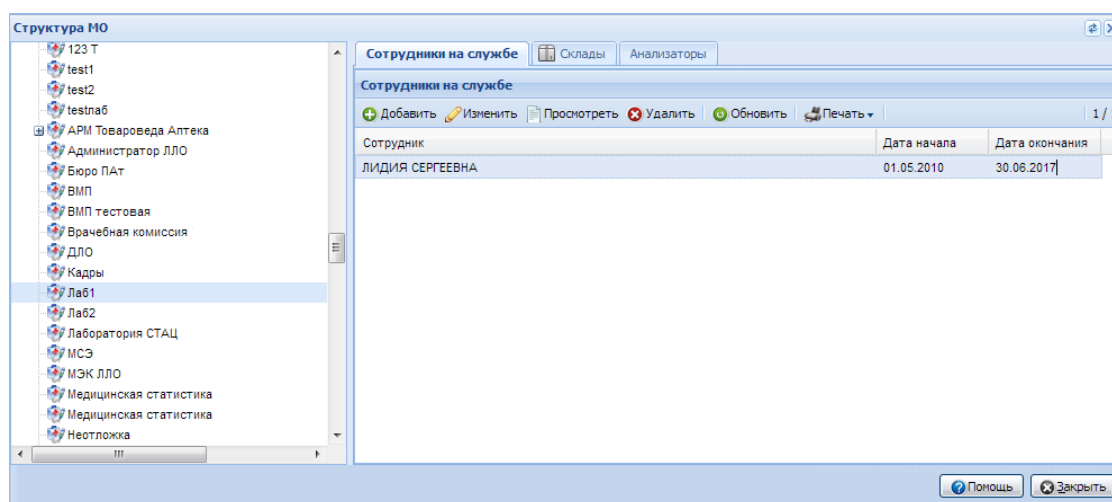 Структура МО
123 Т
test1
test2
testлаб
АРМ Товароведа Аптека
Администратор ЛЛО
Бюро ПАт
ВМП
ВМП тестовая
Врачебная комиссия
ДЛО
Кадры
Лаб1
Лаб2
Лаборатория СТАЦ
МСЭ
МЭК ЛЛО
Медицинская статистика
Медицинская статистика
Неотложка
Сотрудники на службе Склады Анализаторы
Сотрудники на службе
Добавить Изменить Просмотреть Удалить Обновить Печать 1 /
Сотрудник Дата начала Дата окончания
ЛИДИЯ СЕРГЕЕВНА 01.05.2010 30.06.2017
Помощь Закрыть